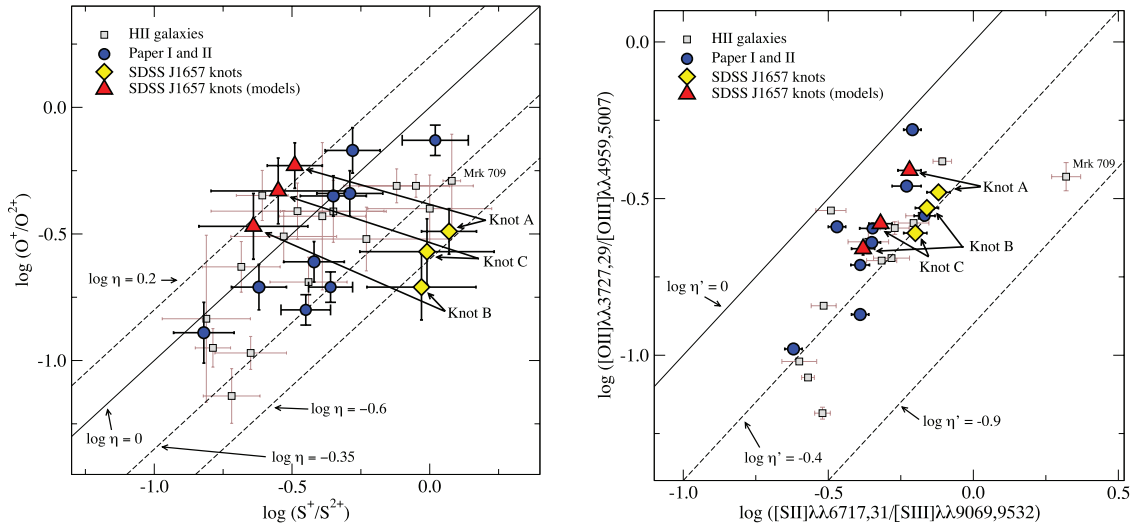 HII galaxies
Paper I and II
SDSS J1657 knots
SDSS J1657 knots (models)
0.0
-0.5
-1.0
log (O⁺/O²⁺)
Mrk 709
Knot A
Knot C
Knot B
log η = 0.2
log η = 0
log η = −0.6
log η = −0.35
-1.0
-0.5
0.0
log (S⁺/S²⁺)
HII galaxies
Paper I and II
SDSS J1657 knots
SDSS J1657 knots (models)
0.0
-0.5
-1.0
log ([OII]λλ3727,29/[OIII]λλ4959,5007)
Mrk 709
Knot A
Knot B
Knot C
log η' = 0
log η' = -0.9
log η' = -0.4
-1.0
-0.5
0.0
0.5
log ([SII]λλ6717,31/[SIII]λλ9069,9532)